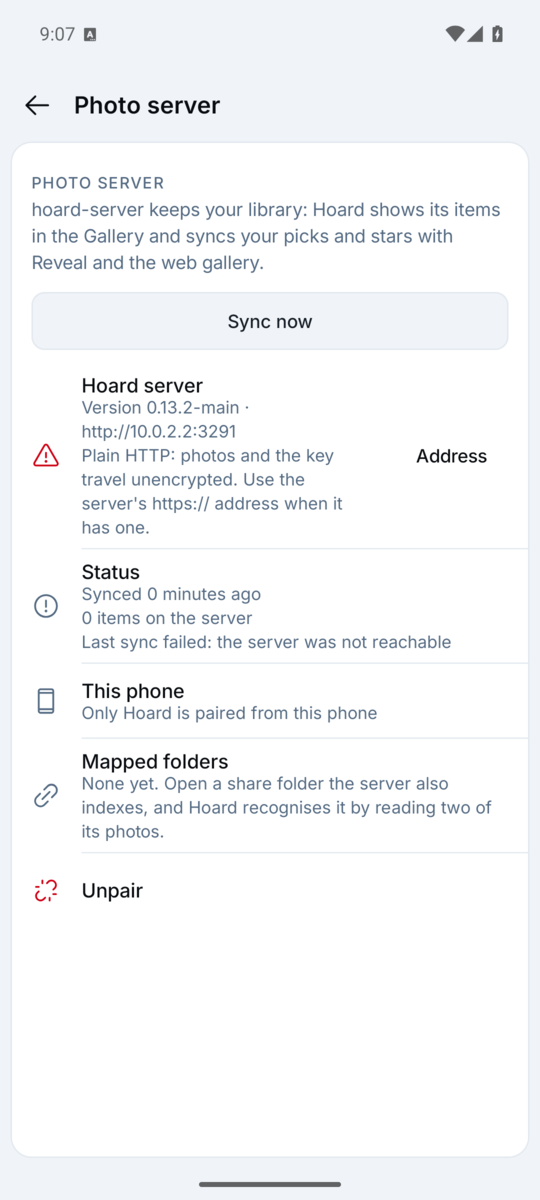 9:07
Photo server
PHOTO SERVER
hoard-server keeps your library: Hoard shows its items
in the Gallery and syncs your picks and stars with
Reveal and the web gallery.
Sync now
Hoard server
Version 0.13.2-main ·
http://10.0.2.2:3291
Plain HTTP: photos and the key
travel unencrypted. Use the
server's https:// address when it
has one.
Address
Status
Synced 0 minutes ago
0 items on the server
Last sync failed: the server was not reachable
This phone
Only Hoard is paired from this phone
Mapped folders
None yet. Open a share folder the server also
indexes, and Hoard recognises it by reading two of
its photos.
Unpair